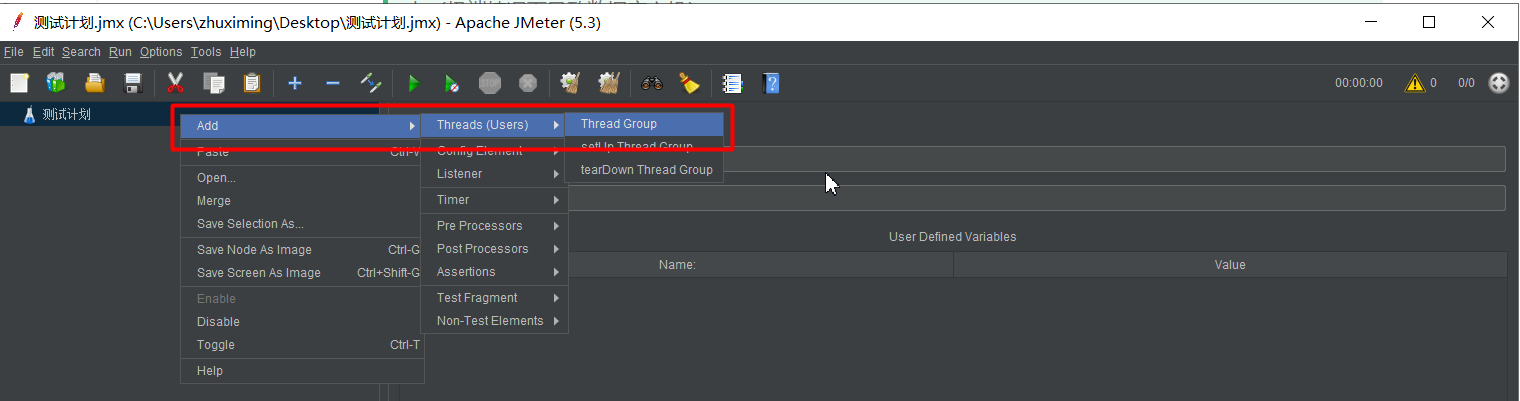 测试计划.jmx (C:\Users\zhuximing\Desktop\测试计划.jmx) - Apache JMeter (5.3)
File Edit Search Run Options Tools Help
STOP
00:00:00 0 0/0
测试计划
Add Threads (Users) Thread Group
Paste Ctrl-V Config Element setUp Thread Group
Open... Listener tearDown Thread Group
Merge Timer
Save Selection As... Pre Processors
User Defined Variables
Save Node As Image Ctrl-G Post Processors
Save Screen As Image Ctrl+Shift-G Assertions
Name: Value
Enable Test Fragment
Disable Non-Test Elements
Toggle Ctrl-T
Help